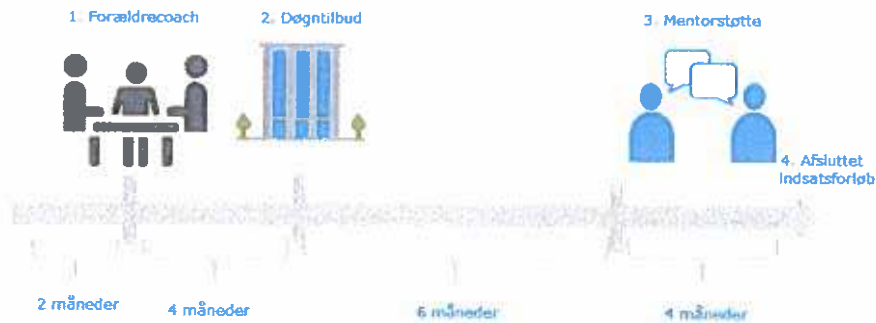 1. Forældrecoach
2. Døgntilbud
3. Mentorstøtte
4. Afsluttet
indsatsforløb
2 måneder
4 måneder
6 måneder
4 måneder